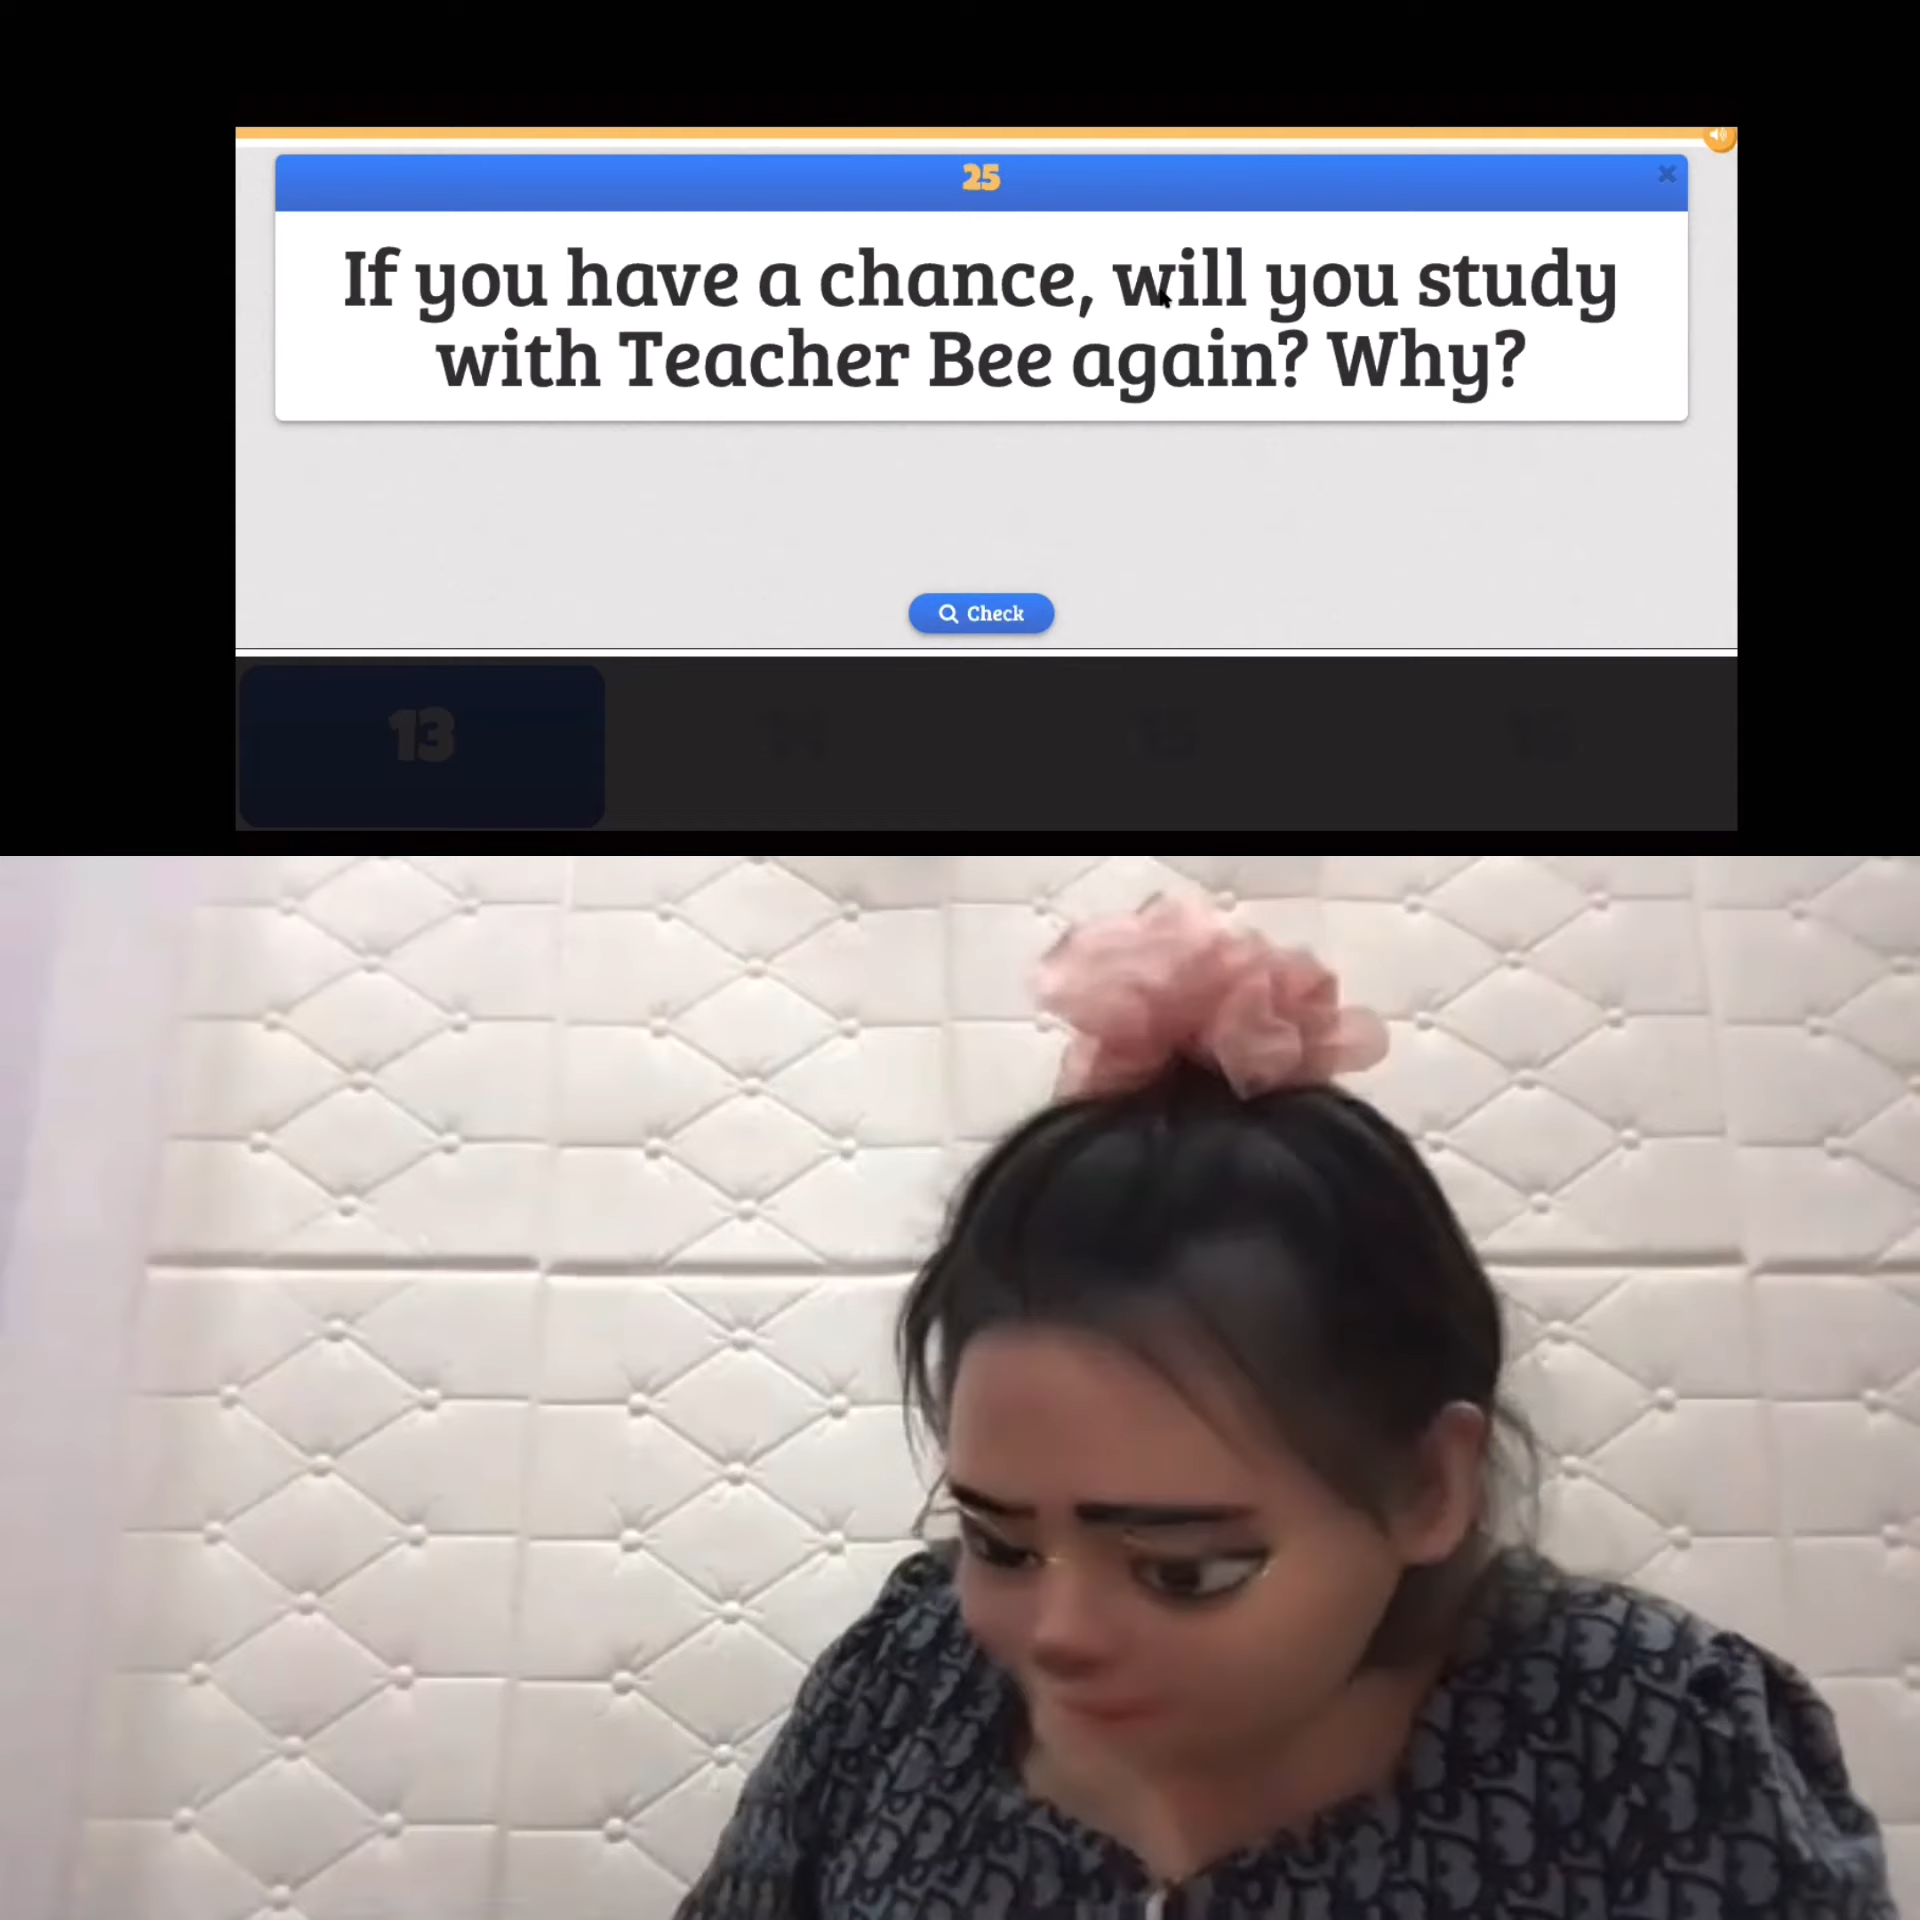 25
If you have a chance, will you study
with Teacher Bee again? Why?
Check
13